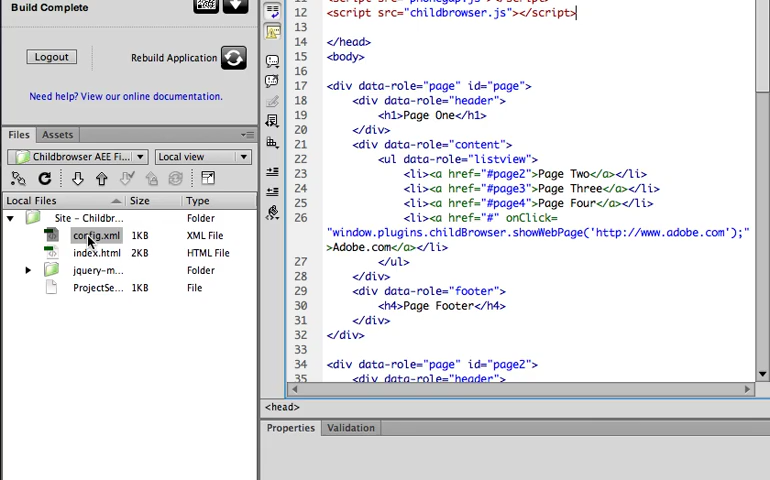 Build Complete
Logout
Rebuild Application
Need help? View our online documentation.
Files
Assets
Childbrowser AEE Fi...
Local view
Local Files
Size
Type
Site - Childbr...
Folder
config.xml
1KB
XML File
index.html
2KB
HTML File
jquery-m...
Folder
ProjectSe...
1KB
File
12 <script src="childbrowser.js"></script>
13
14 </head>
15 <body>
16
17 <div data-role="page" id="page">
18 <div data-role="header">
19 <h1>Page One</h1>
20 </div>
21 <div data-role="content">
22 <ul data-role="listview">
23 <li><a href="#page2">Page Two</a></li>
24 <li><a href="#page3">Page Three</a></li>
25 <li><a href="#page4">Page Four</a></li>
26 <li><a href="#" onClick=
"window.plugins.childBrowser.showWebPage('http://www.adobe.com');"
>Adobe.com</a></li>
27 </ul>
28 </div>
29 <div data-role="footer">
30 <h4>Page Footer</h4>
31 </div>
32 </div>
33
34 <div data-role="page" id="page2">
35 <div data-role="header">
<head>
Properties
Validation